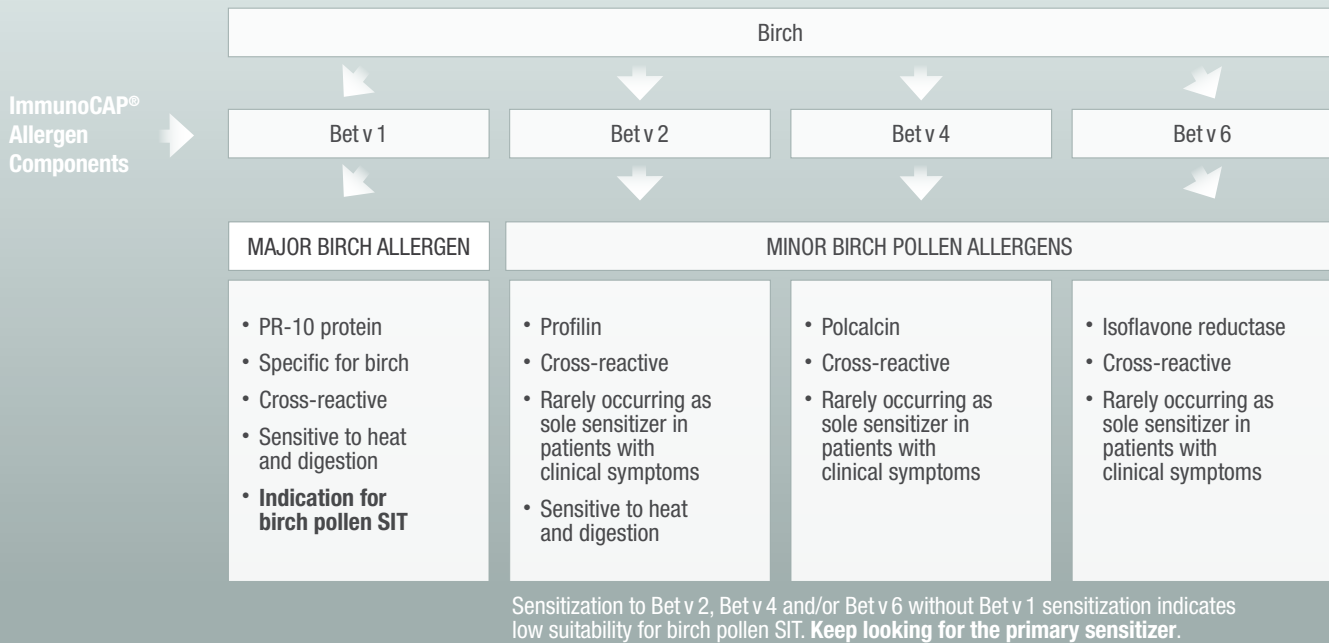 Birch
ImmunoCAP®
Allergen
Components
Bet v 1
Bet v 2
Bet v 4
Bet v 6
MAJOR BIRCH ALLERGEN
MINOR BIRCH POLLEN ALLERGENS
• PR-10 protein
• Specific for birch
• Cross-reactive
• Sensitive to heat
and digestion
• Indication for
birch pollen SIT
• Profilin
• Cross-reactive
• Rarely occurring as
sole sensitizer in
patients with
clinical symptoms
• Sensitive to heat
and digestion
• Polcalcin
• Cross-reactive
• Rarely occurring as
sole sensitizer in
patients with
clinical symptoms
• Isoflavone reductase
• Cross-reactive
• Rarely occurring as
sole sensitizer in
patients with
clinical symptoms
Sensitization to Bet v 2, Bet v 4 and/or Bet v 6 without Bet v 1 sensitization indicates
low suitability for birch pollen SIT. Keep looking for the primary sensitizer.